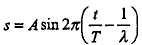 s = A sin 2π(t/T − 1/λ)